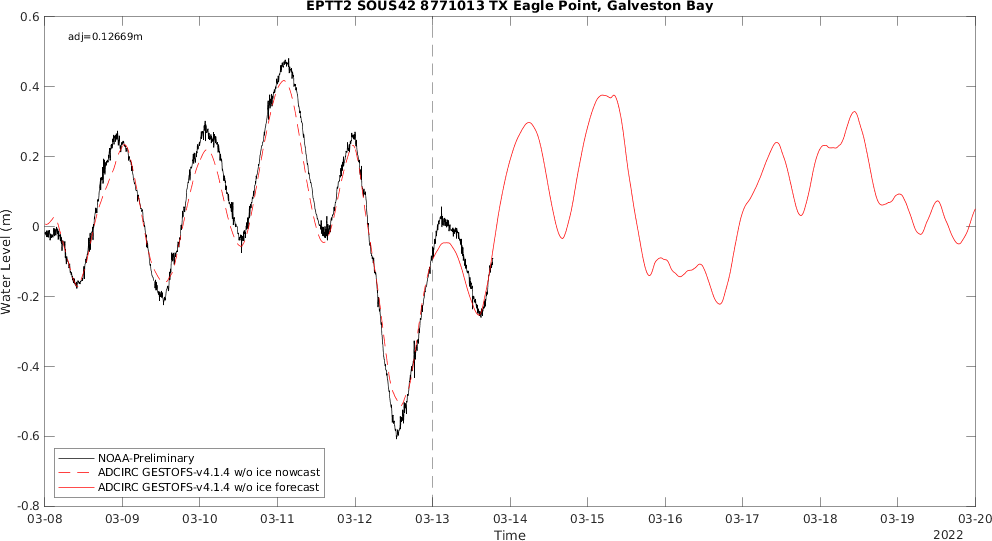 EPTT2 SOUS42 8771013 TX Eagle Point, Galveston Bay
adj=0.12669m
0.6
0.4
0.2
0
-0.2
-0.4
-0.6
-0.8
Water Level (m)
NOAA-Preliminary
ADCIRC GESTOFS-v4.1.4 w/o ice nowcast
ADCIRC GESTOFS-v4.1.4 w/o ice forecast
03-08 03-09 03-10 03-11 03-12 03-13 03-14 03-15 03-16 03-17 03-18 03-19 03-20
Time
2022